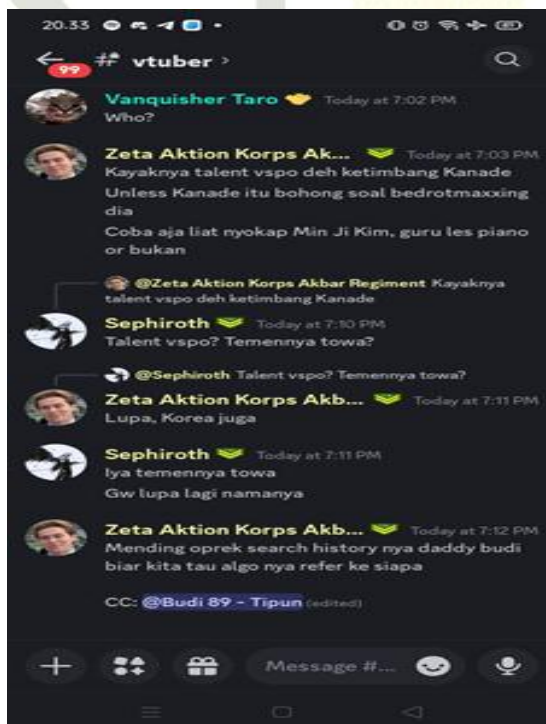 20.33
99
# vtuber >
Vanquisher Taro Today at 7:02 PM
Who?
Zeta Aktion Korps Ak... Today at 7:03 PM
Kayaknya talent vspo deh ketimbang Kanade
Unless Kanade itu bohong soal bedrotmaxxing
dia
Coba aja liat nyokap Min Ji Kim, guru les piano
or bukan
@Zeta Aktion Korps Akbar Regiment Kayaknya
talent vspo deh ketimbang Kanade
Sephiroth Today at 7:10 PM
Talent vspo? Temennya towa?
@Sephiroth Talent vspo? Temennya towa?
Zeta Aktion Korps Akb... Today at 7:11 PM
Lupa, Korea juga
Sephiroth Today at 7:11 PM
Iya temennya towa
Gw lupa lagi namanya
Zeta Aktion Korps Akb... Today at 7:12 PM
Mending oprek search history nya daddy budi
biar kita tau algo nya refer ke siapa
CC: @Budi 89 - Tipun (edited)
Message #...